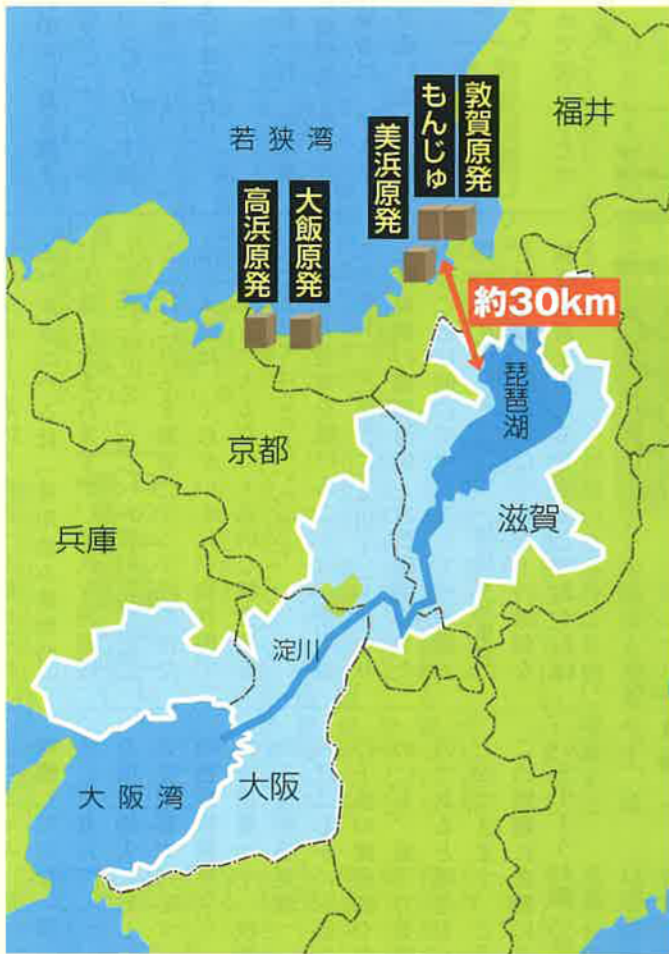 敦賀原発
もんじゅ
美浜原発
大飯原発
高浜原発
若狭湾
福井
約30km
琵琶湖
京都
滋賀
兵庫
淀川
大阪湾
大阪